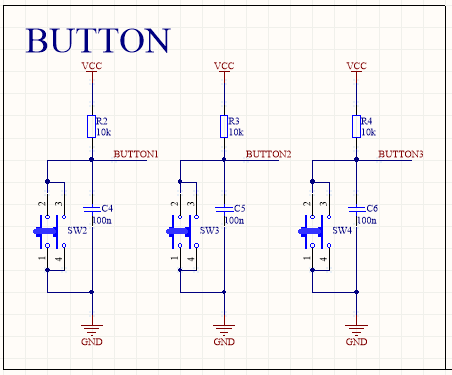 BUTTON
VCC VCC VCC
R2 R3 R4
10k 10k 10k
BUTTON1 BUTTON2 BUTTON3
2 3 2 3 2 3
C4 C5 C6
100n 100n 100n
SW2 SW3 SW4
1 4 1 4 1 4
GND GND GND